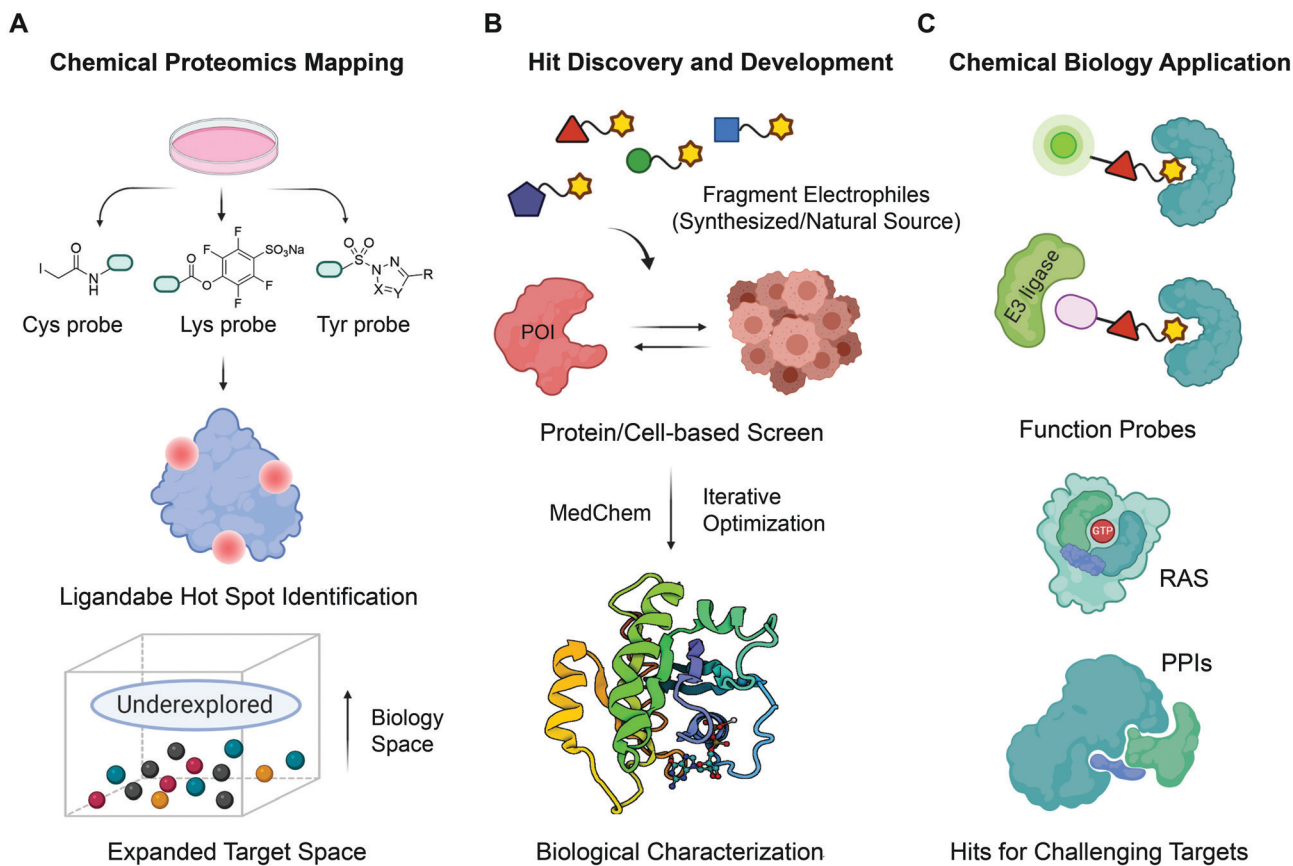 A
Chemical Proteomics Mapping
I
O
N
H
Cys probe
O
O
F
F
F
F
SO₃Na
Lys probe
O
O
S
N
N
X
Y
R
Tyr probe
Ligandabe Hot Spot Identification
Underexplored
Biology
Space
Expanded Target Space
B
Hit Discovery and Development
Fragment Electrophiles
(Synthesized/Natural Source)
POI
Protein/Cell-based Screen
MedChem
Iterative
Optimization
Biological Characterization
C
Chemical Biology Application
E3 ligase
Function Probes
GTP
RAS
PPIs
Hits for Challenging Targets